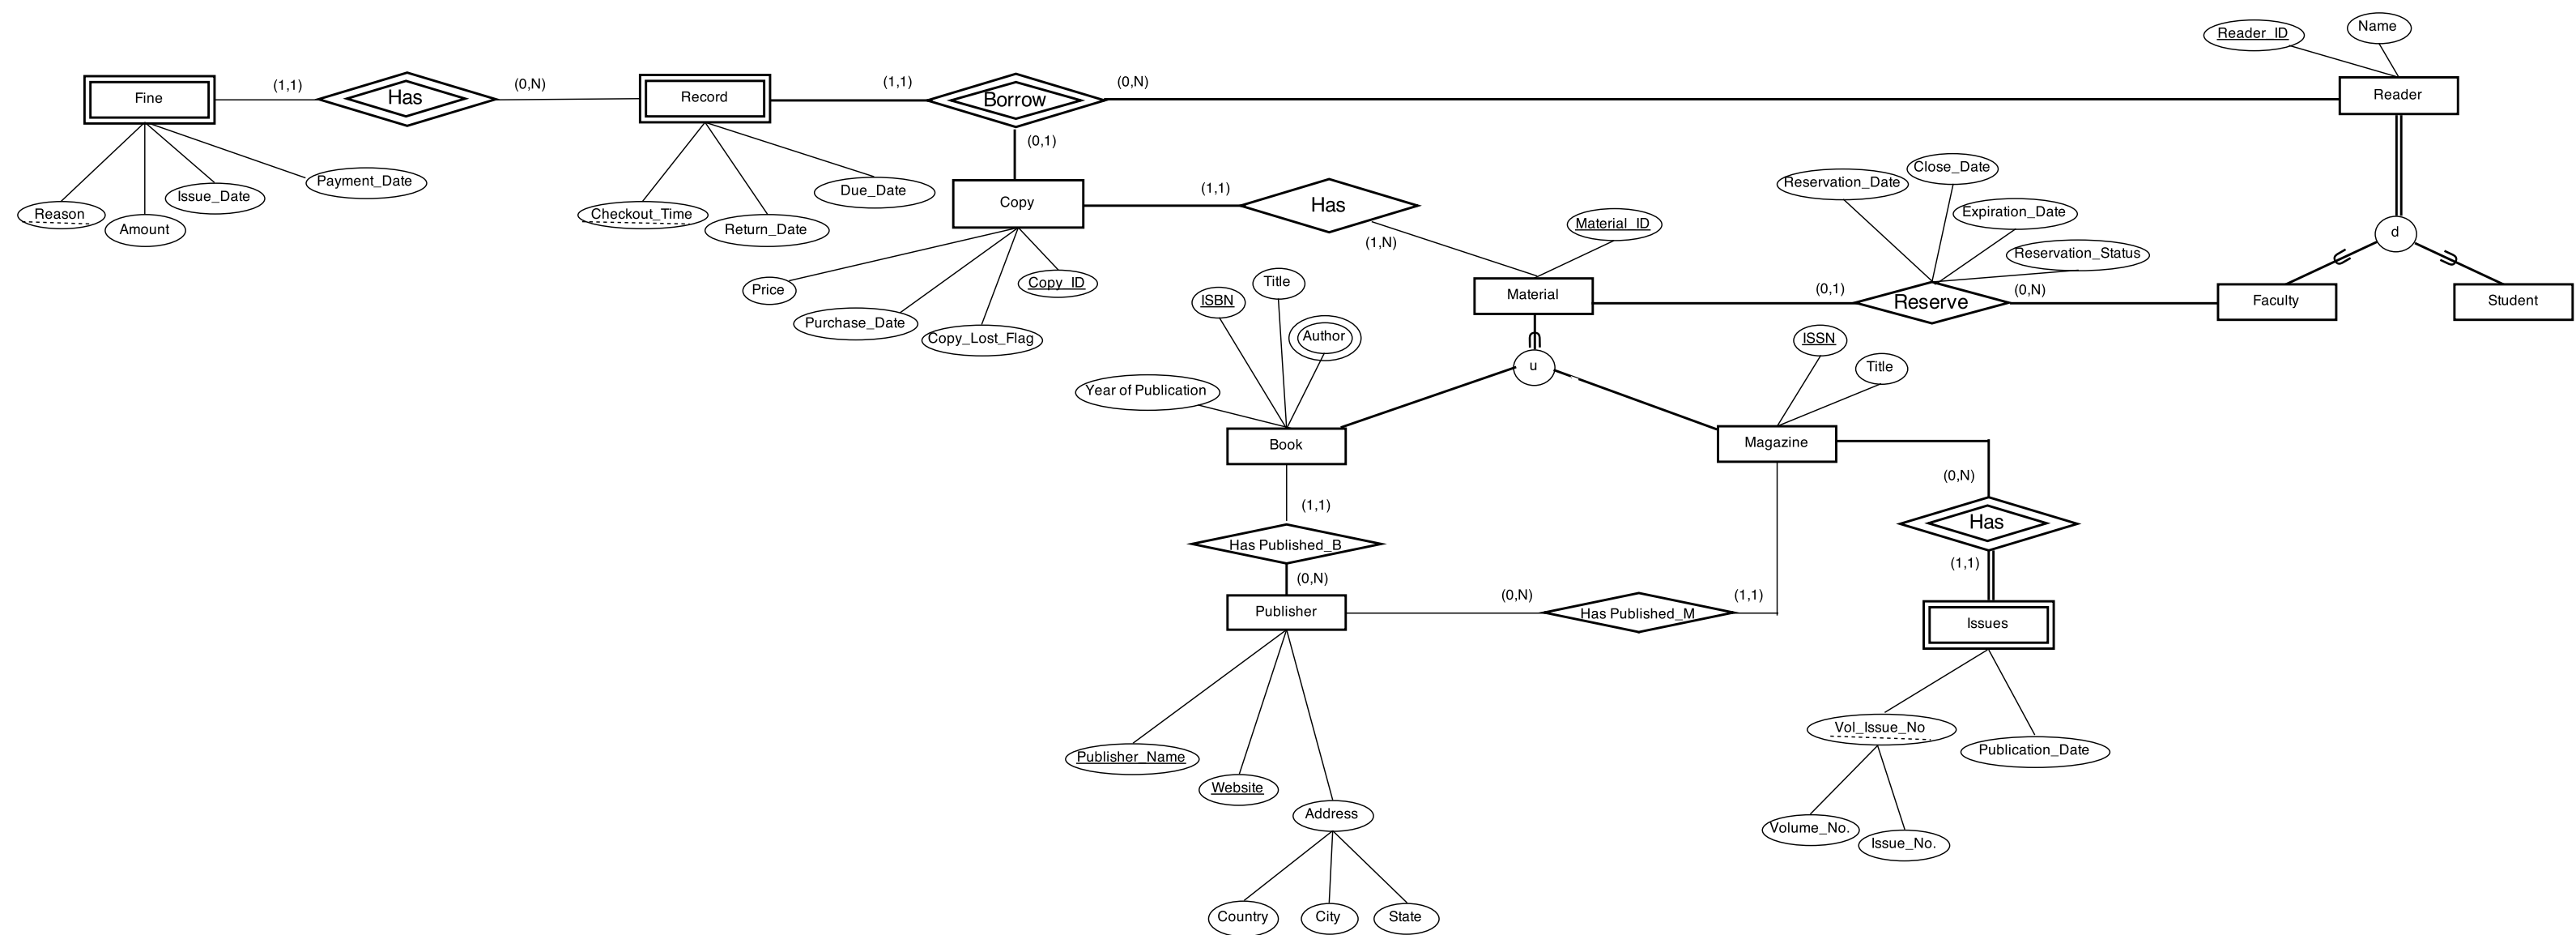 Reader_ID
Name
Fine
(1,1)
Has
(0,N)
Record
(1,1)
Borrow
(0,N)
Reader
(0,1)
Reason
Amount
Issue_Date
Payment_Date
Checkout_Time
Return_Date
Due_Date
Copy
(1,1)
Has
(1,N)
Material_ID
Reservation_Date
Close_Date
Expiration_Date
Reservation_Status
d
Price
Purchase_Date
Copy_Lost_Flag
Copy_ID
Material
(0,1)
Reserve
(0,N)
Faculty
Student
ISBN
Title
Author
Year of Publication
u
ISSN
Title
Book
Magazine
(1,1)
(0,N)
Has Published_B
Has
(0,N)
(1,1)
Publisher
(0,N)
Has Published_M
(1,1)
Issues
Publisher_Name
Website
Address
Vol_Issue_No
Publication_Date
Volume_No.
Issue_No.
Country
City
State